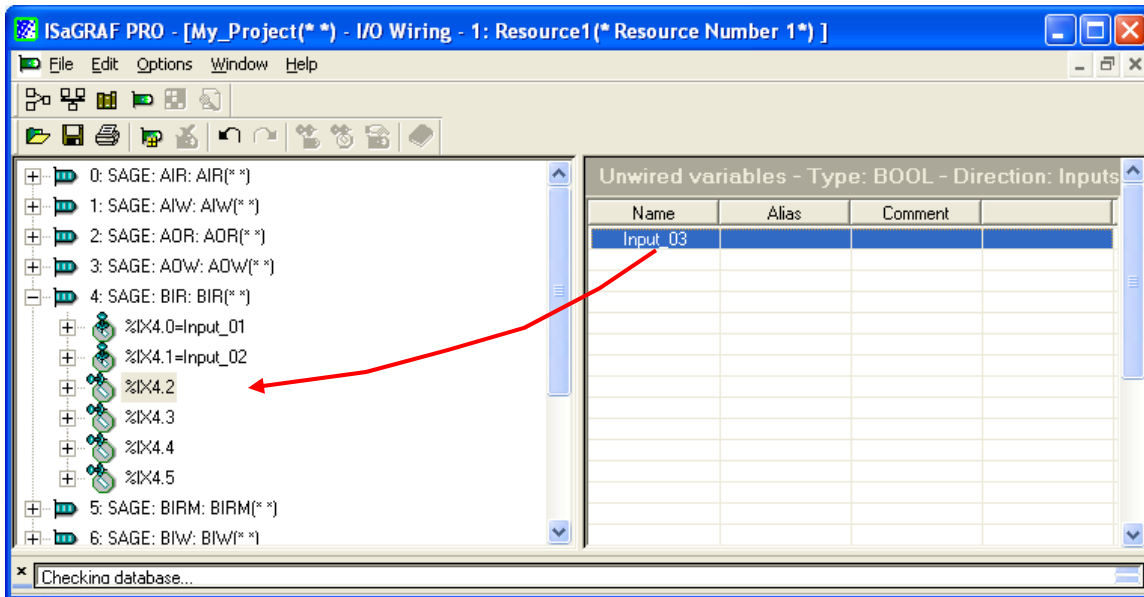 ISaGRAF PRO - [My_Project(* *) - I/O Wiring - 1: Resource1(* Resource Number 1*) ]
File Edit Options Window Help
0: SAGE: AIR: AIR(* *)
1: SAGE: AIW: AIW(* *)
2: SAGE: AOR: AOR(* *)
3: SAGE: AOW: AOW(* *)
4: SAGE: BIR: BIR(* *)
%IX4.0=Input_01
%IX4.1=Input_02
%IX4.2
%IX4.3
%IX4.4
%IX4.5
5: SAGE: BIRM: BIRM(* *)
6: SAGE: BIW: BIW(* *)
Unwired variables - Type: BOOL - Direction: Inputs
Name Alias Comment
Input_03
Checking database...